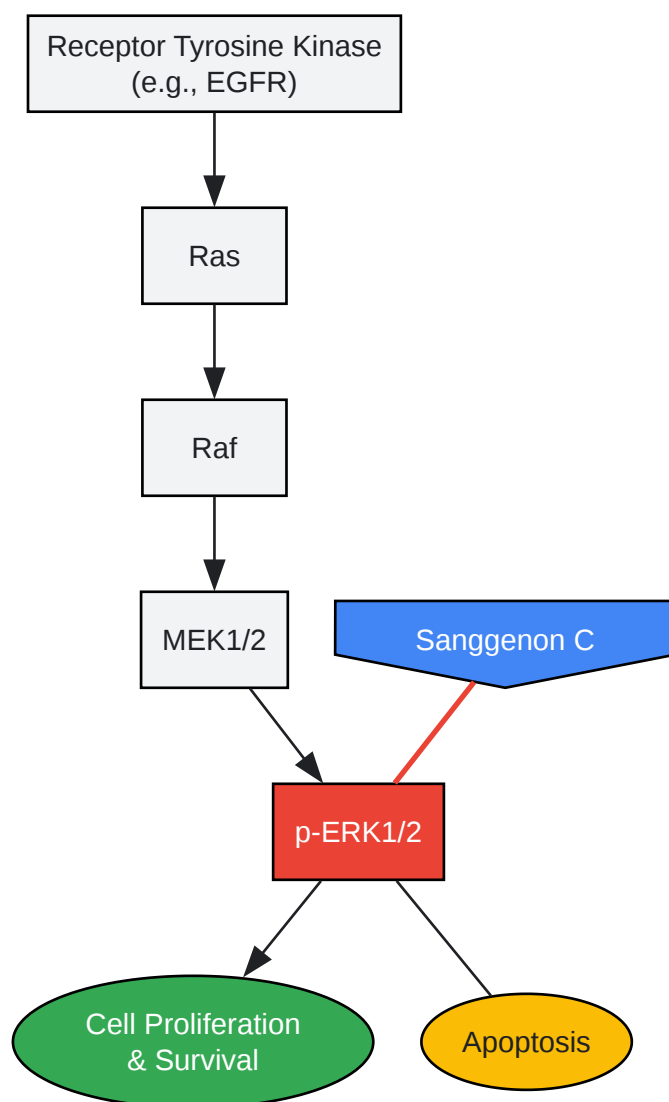 Receptor Tyrosine Kinase
(e.g., EGFR)
Ras
Raf
MEK1/2
Sanggenon C
p-ERK1/2
Cell Proliferation
& Survival
Apoptosis